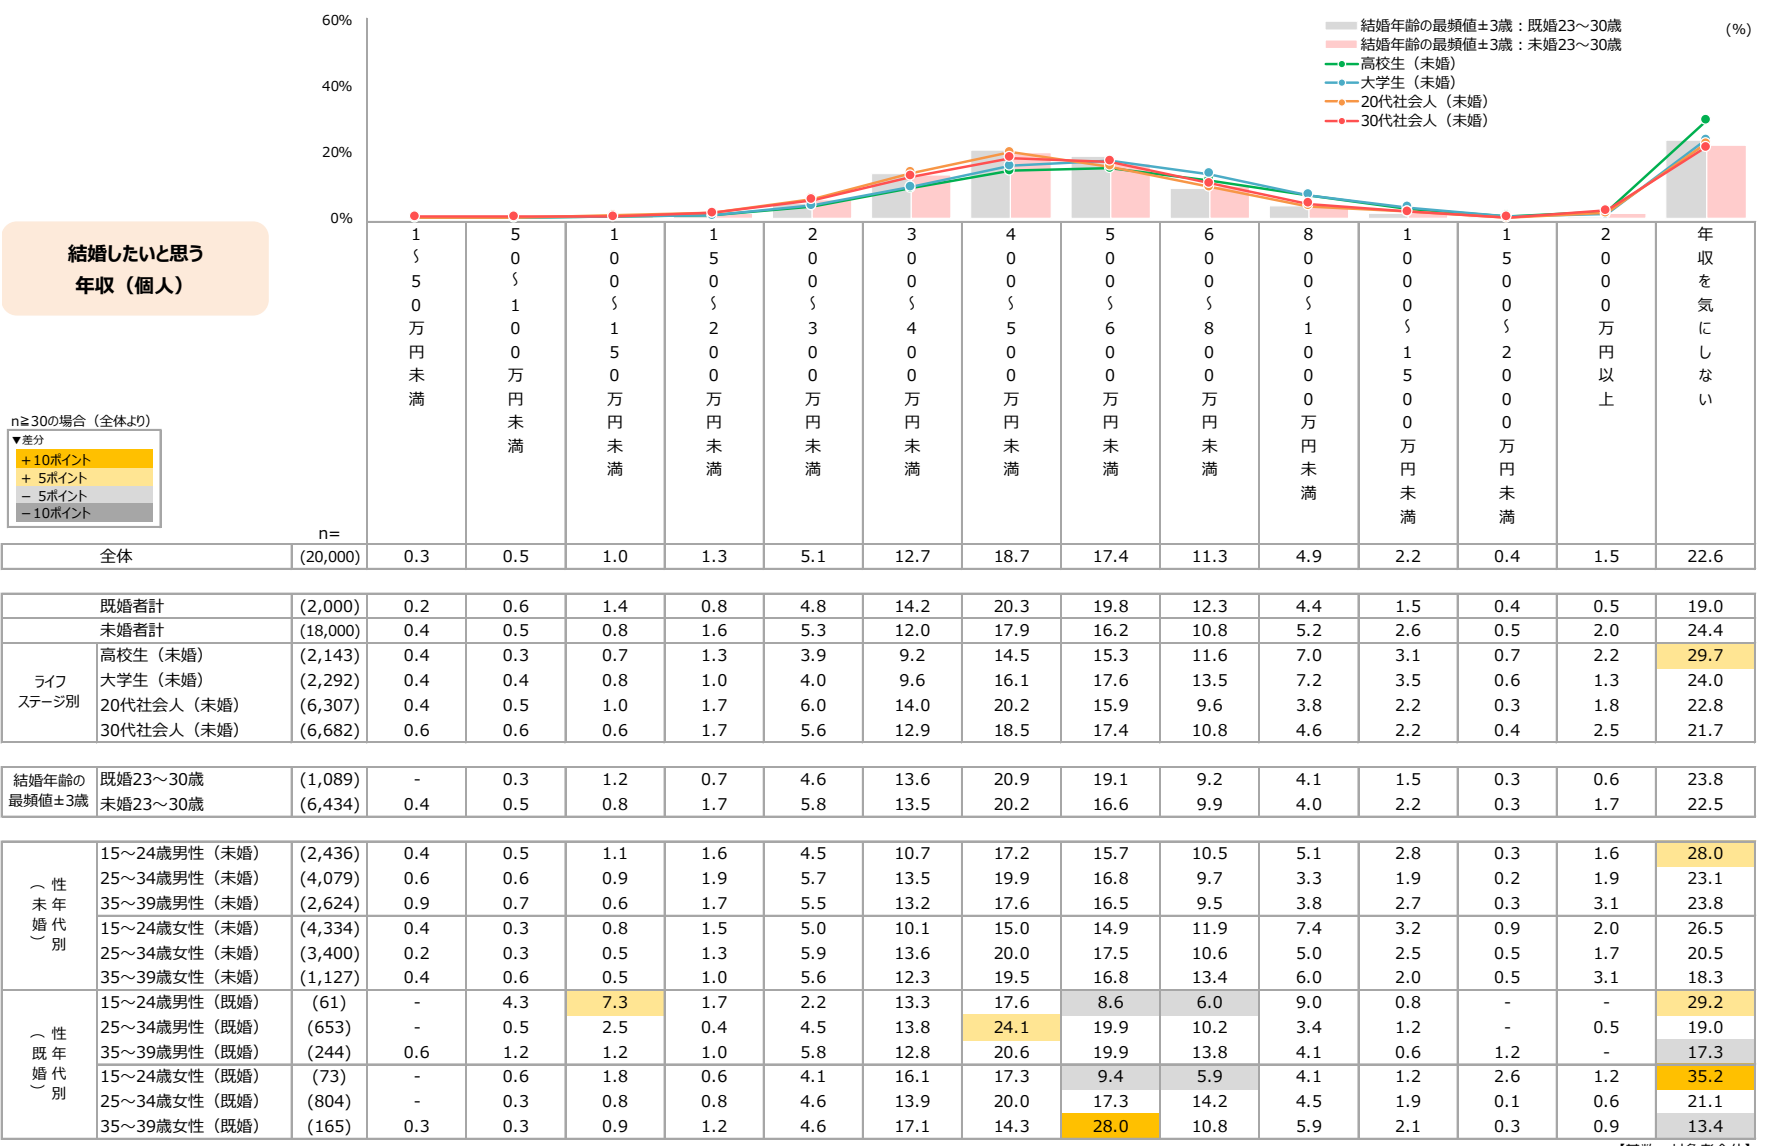 60%
40%
20%
0%
結婚年齢の最頻値±3歳：既婚23～30歳
結婚年齢の最頻値±3歳：未婚23～30歳
高校生（未婚）
大学生（未婚）
20代社会人（未婚）
30代社会人（未婚）
(%)
結婚したいと思う
年収（個人）
1～50万円未満
50～100万円未満
100～150万円未満
150～200万円未満
200～300万円未満
300～400万円未満
400～500万円未満
500～600万円未満
600～800万円未満
800～1000万円未満
1000～1500万円未満
1500～2000万円未満
2000万円以上
年収を気にしない
n≧30の場合（全体より）
▼差分
＋10ポイント
＋ 5ポイント
－ 5ポイント
－10ポイント
n=
全体 (20,000) 0.3 0.5 1.0 1.3 5.1 12.7 18.7 17.4 11.3 4.9 2.2 0.4 1.5 22.6
既婚者計 (2,000) 0.2 0.6 1.4 0.8 4.8 14.2 20.3 19.8 12.3 4.4 1.5 0.4 0.5 19.0
未婚者計 (18,000) 0.4 0.5 0.8 1.6 5.3 12.0 17.9 16.2 10.8 5.2 2.6 0.5 2.0 24.4
ライフ
ステージ別
高校生（未婚） (2,143) 0.4 0.3 0.7 1.3 3.9 9.2 14.5 15.3 11.6 7.0 3.1 0.7 2.2 29.7
大学生（未婚） (2,292) 0.4 0.4 0.8 1.0 4.0 9.6 16.1 17.6 13.5 7.2 3.5 0.6 1.3 24.0
20代社会人（未婚） (6,307) 0.4 0.5 1.0 1.7 6.0 14.0 20.2 15.9 9.6 3.8 2.2 0.3 1.8 22.8
30代社会人（未婚） (6,682) 0.6 0.6 0.6 1.7 5.6 12.9 18.5 17.4 10.8 4.6 2.2 0.4 2.5 21.7
結婚年齢の
最頻値±3歳
既婚23～30歳 (1,089) - 0.3 1.2 0.7 4.6 13.6 20.9 19.1 9.2 4.1 1.5 0.3 0.6 23.8
未婚23～30歳 (6,434) 0.4 0.5 0.8 1.7 5.8 13.5 20.2 16.6 9.9 4.0 2.2 0.3 1.7 22.5
性年代別
（未婚）
15～24歳男性（未婚） (2,436) 0.4 0.5 1.1 1.6 4.5 10.7 17.2 15.7 10.5 5.1 2.8 0.3 1.6 28.0
25～34歳男性（未婚） (4,079) 0.6 0.6 0.9 1.9 5.7 13.5 19.9 16.8 9.7 3.3 1.9 0.2 1.9 23.1
35～39歳男性（未婚） (2,624) 0.9 0.7 0.6 1.7 5.5 13.2 17.6 16.5 9.5 3.8 2.7 0.3 3.1 23.8
15～24歳女性（未婚） (4,334) 0.4 0.3 0.8 1.5 5.0 10.1 15.0 14.9 11.9 7.4 3.2 0.9 2.0 26.5
25～34歳女性（未婚） (3,400) 0.2 0.3 0.5 1.3 5.9 13.6 20.0 17.5 10.6 5.0 2.5 0.5 1.7 20.5
35～39歳女性（未婚） (1,127) 0.4 0.6 0.5 1.0 5.6 12.3 19.5 16.8 13.4 6.0 2.0 0.5 3.1 18.3
性年代別
（既婚）
15～24歳男性（既婚） (61) - 4.3 7.3 1.7 2.2 13.3 17.6 8.6 6.0 9.0 0.8 - - 29.2
25～34歳男性（既婚） (653) - 0.5 2.5 0.4 4.5 13.8 24.1 19.9 10.2 3.4 1.2 - 0.5 19.0
35～39歳男性（既婚） (244) 0.6 1.2 1.2 1.0 5.8 12.8 20.6 19.9 13.8 4.1 0.6 1.2 - 17.3
15～24歳女性（既婚） (73) - 0.6 1.8 0.6 4.1 16.1 17.3 9.4 5.9 4.1 1.2 2.6 1.2 35.2
25～34歳女性（既婚） (804) - 0.3 0.8 0.8 4.6 13.9 20.0 17.3 14.2 4.5 1.9 0.1 0.6 21.1
35～39歳女性（既婚） (165) 0.3 0.3 0.9 1.2 4.6 17.1 14.3 28.0 10.8 5.9 2.1 0.3 0.9 13.4